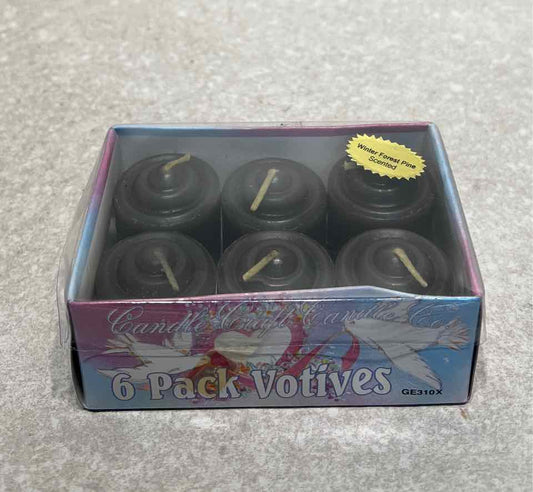 Winter Forest Pine
Scented
Candle Craft Candle Co.
6 Pack Votives
GE310X